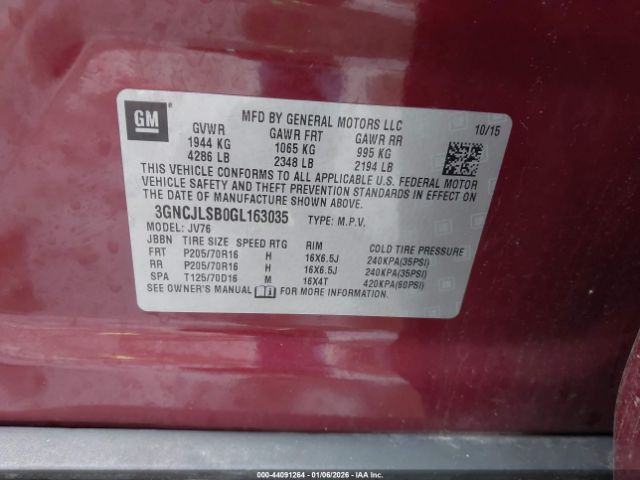 GM
MFD BY GENERAL MOTORS LLC 10/15
GVWR GAWR FRT GAWR RR
1944 KG 1065 KG 995 KG
4286 LB 2348 LB 2194 LB
THIS VEHICLE CONFORMS TO ALL APPLICABLE U.S. FEDERAL MOTOR
VEHICLE SAFETY AND THEFT PREVENTION STANDARDS IN EFFECT ON
THE DATE OF MANUFACTURE SHOWN ABOVE.
3GNCJLSB0GL163035 TYPE: M.P.V.
MODEL: JV76
JBBN TIRE SIZE SPEED RTG RIM COLD TIRE PRESSURE
FRT P205/70R16 H 16X6.5J 240KPA(35PSI)
RR P205/70R16 H 16X6.5J 240KPA(35PSI)
SPA T125/70D16 M 16X4T 420KPA(60PSI)
SEE OWNER'S MANUAL FOR MORE INFORMATION.
000-44091264 - 01/06/2026 - IAA, Inc.